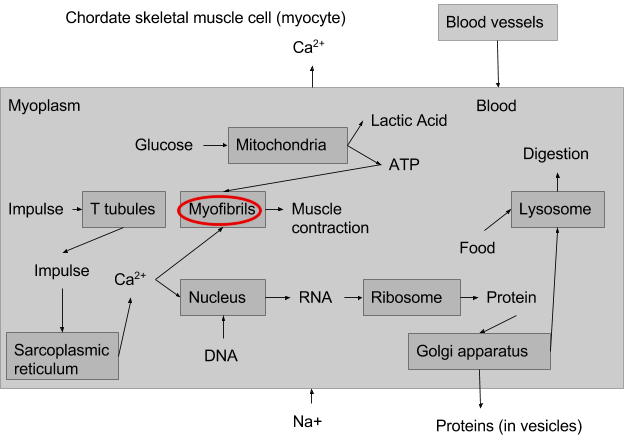 Chordate skeletal muscle cell (myocyte)
Blood vessels
Ca²⁺
Myoplasm
Blood
Lactic Acid
Glucose
Mitochondria
ATP
Digestion
Impulse
T tubules
Myofibrils
Muscle
contraction
Lysosome
Food
Impulse
Ca²⁺
Nucleus
RNA
Ribosome
Protein
Sarcoplasmic
reticulum
DNA
Golgi apparatus
Na+
Proteins (in vesicles)